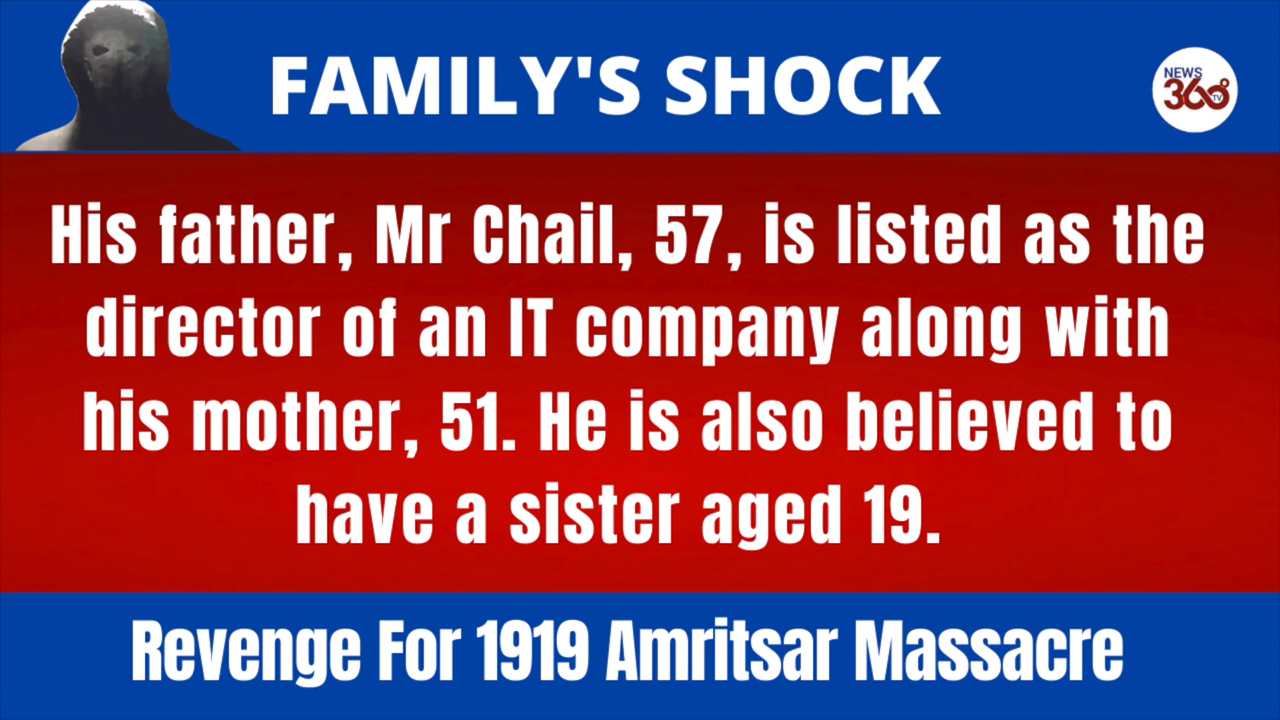 FAMILY'S SHOCK
NEWS
360°
TV
His father, Mr Chail, 57, is listed as the
director of an IT company along with
his mother, 51. He is also believed to
have a sister aged 19.
Revenge For 1919 Amritsar Massacre